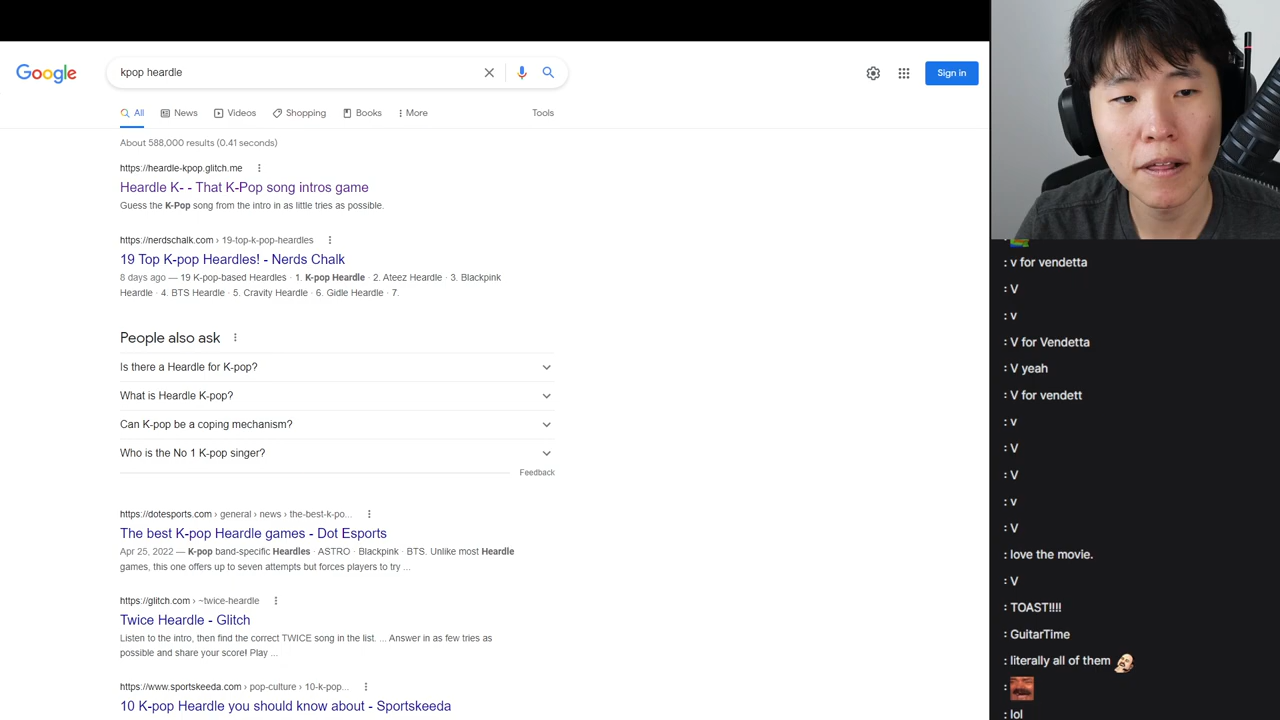 Google
kpop heardle
Sign in
All
News
Videos
Shopping
Books
More
Tools
About 588,000 results (0.41 seconds)
https://heardle-kpop.glitch.me
Heardle K- - That K-Pop song intros game
Guess the K-Pop song from the intro in as little tries as possible.
https://nerdschalk.com › 19-top-k-pop-heardles
19 Top K-pop Heardles! - Nerds Chalk
8 days ago — 19 K-pop-based Heardles · 1. K-pop Heardle · 2. Ateez Heardle · 3. Blackpink
Heardle · 4. BTS Heardle · 5. Cravity Heardle · 6. Gidle Heardle · 7.
People also ask
Is there a Heardle for K-pop?
What is Heardle K-pop?
Can K-pop be a coping mechanism?
Who is the No 1 K-pop singer?
Feedback
https://dotesports.com › general › news › the-best-k-po...
The best K-pop Heardle games - Dot Esports
Apr 25, 2022 — K-pop band-specific Heardles · ASTRO · Blackpink · BTS. Unlike most Heardle
games, this one offers up to seven attempts but forces players to try ...
https://glitch.com › ~twice-heardle
Twice Heardle - Glitch
Listen to the intro, then find the correct TWICE song in the list. ... Answer in as few tries as
possible and share your score! Play ...
https://www.sportskeeda.com › pop-culture › 10-k-pop...
10 K-pop Heardle you should know about - Sportskeeda
:
: v for vendetta
: V
: v
: V for Vendetta
: V yeah
: V for vendett
: v
: V
: V
: v
: V
: love the movie.
: V
: TOAST!!!!
: GuitarTime
: literally all of them
:
: lol